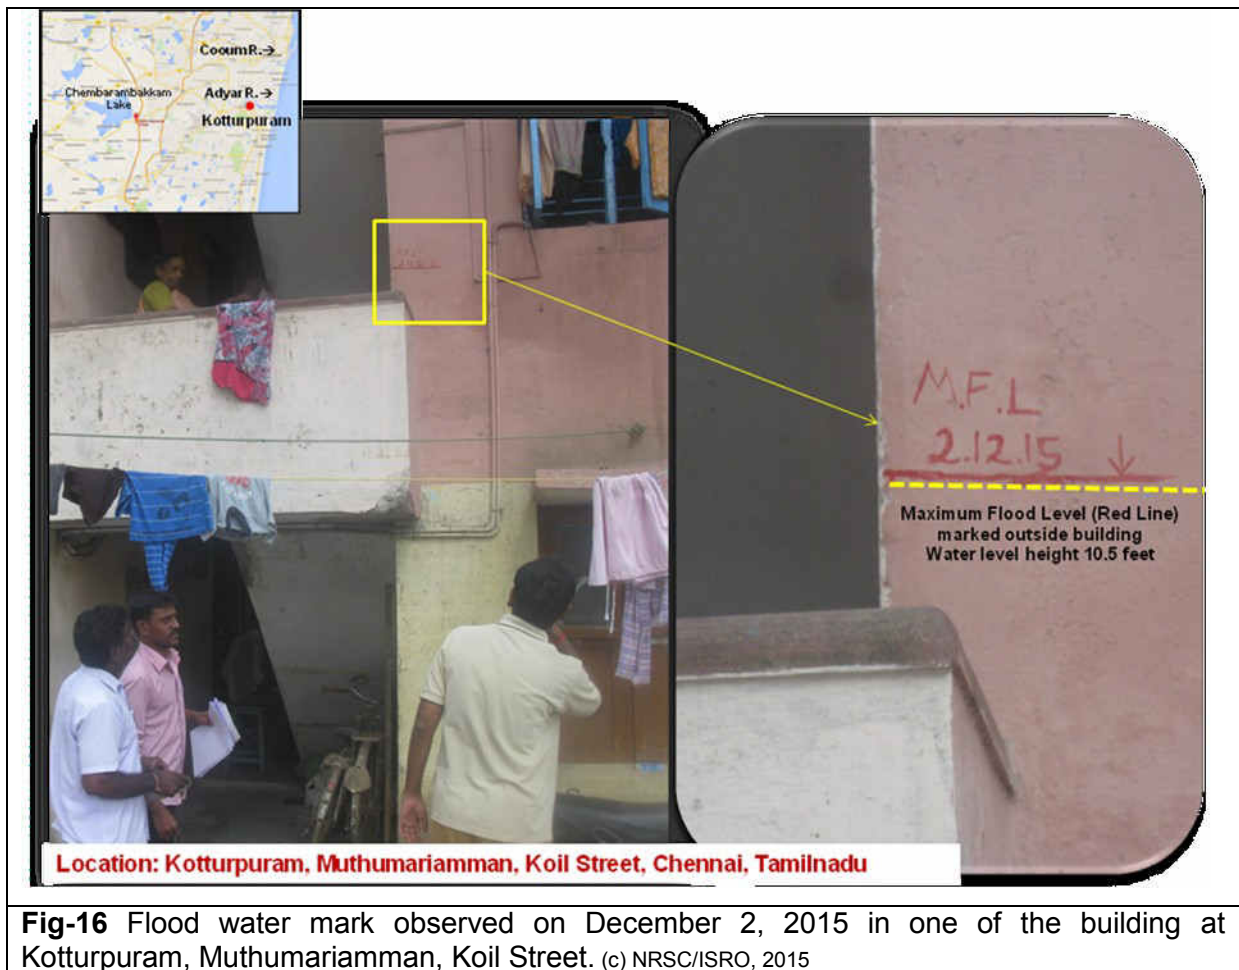 Cooum R.→
Chembarambakkam
Lake
Adyar R.→
Kotturpuram
M.F.L
2.12.15
Maximum Flood Level (Red Line)
marked outside building
Water level height 10.5 feet
Location: Kotturpuram, Muthumariamman, Koil Street, Chennai, Tamilnadu
Fig-16 Flood water mark observed on December 2, 2015 in one of the building at
Kotturpuram, Muthumariamman, Koil Street. (c) NRSC/ISRO, 2015